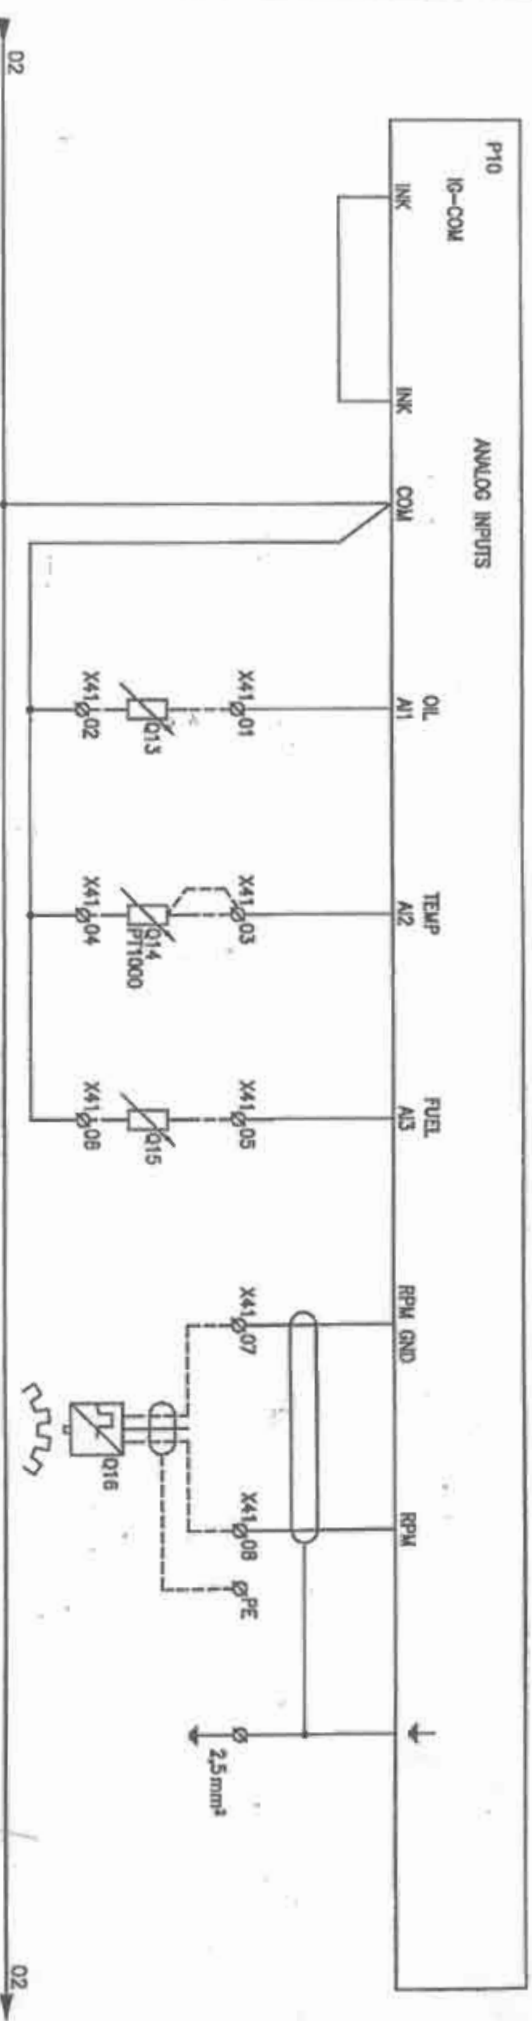 P10
IG-COM
ANALOG INPUTS
INK
INK
COM
OIL
AI1
TEMP
AI2
FUEL
AI3
RPM GND
RPM
X41 01
X41 03
X41 05
X41 07
X41 08
PE
Q13
Q14
PT1000
Q15
Q16
2,5mm²
X41 02
X41 04
X41 06
02
02